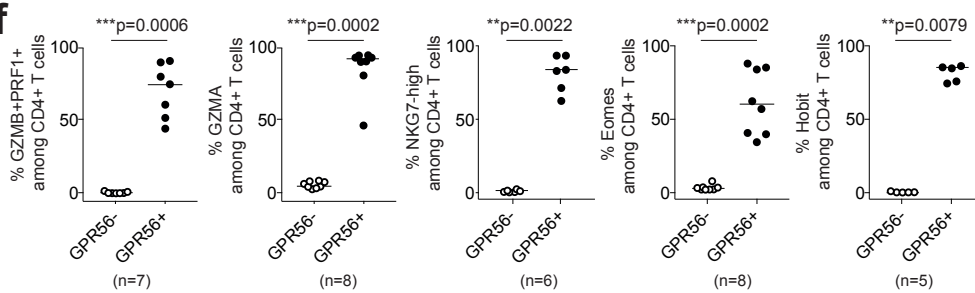 f
***p=0.0006
% GZMB+PRF1+
among CD4+ T cells
100
50
0
GPR56-
GPR56+
(n=7)
***p=0.0002
% GZMA
among CD4+ T cells
100
50
0
GPR56-
GPR56+
(n=8)
**p=0.0022
% NKG7-high
among CD4+ T cells
100
50
0
GPR56-
GPR56+
(n=6)
***p=0.0002
% Eomes
among CD4+ T cells
100
50
0
GPR56-
GPR56+
(n=8)
**p=0.0079
% Hobit
among CD4+ T cells
100
50
0
GPR56-
GPR56+
(n=5)